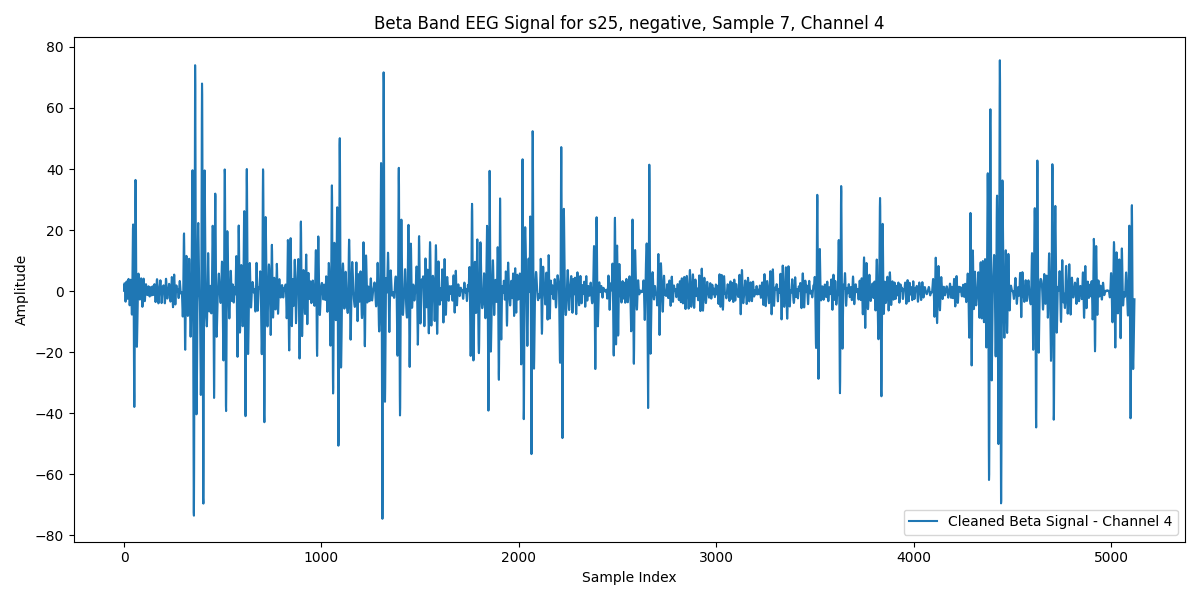 Beta Band EEG Signal for s25, negative, Sample 7, Channel 4
80
60
40
20
0
−20
−40
−60
−80
Amplitude
Cleaned Beta Signal - Channel 4
0 1000 2000 3000 4000 5000
Sample Index